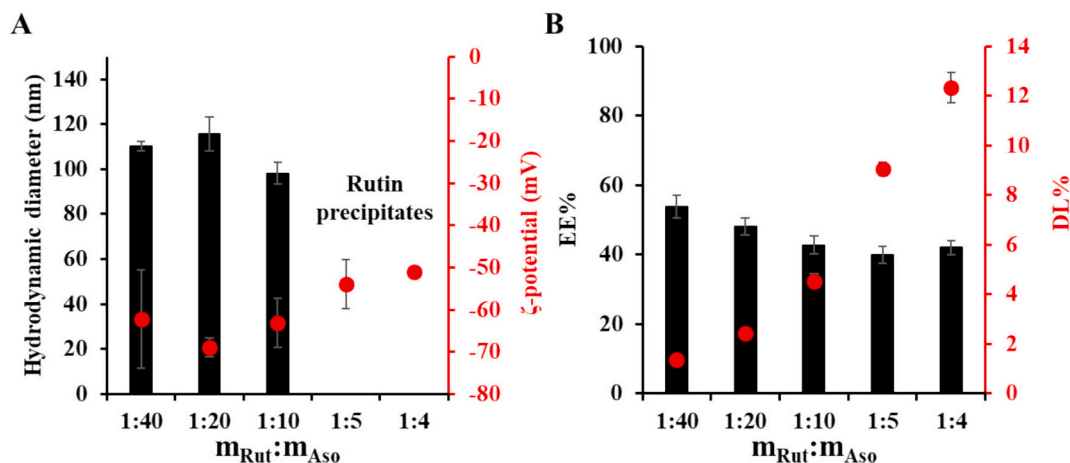 A
Hydrodynamic diameter (nm)
140
120
100
80
60
40
20
0
Rutin
precipitates
0
-10
-20
-30
-40
-50
-60
-70
-80
ζ-potential (mV)
1:40 1:20 1:10 1:5 1:4
mRut:mAso
B
EE%
100
80
60
40
20
0
14
12
10
8
6
4
2
0
DL%
1:40 1:20 1:10 1:5 1:4
mRut:mAso